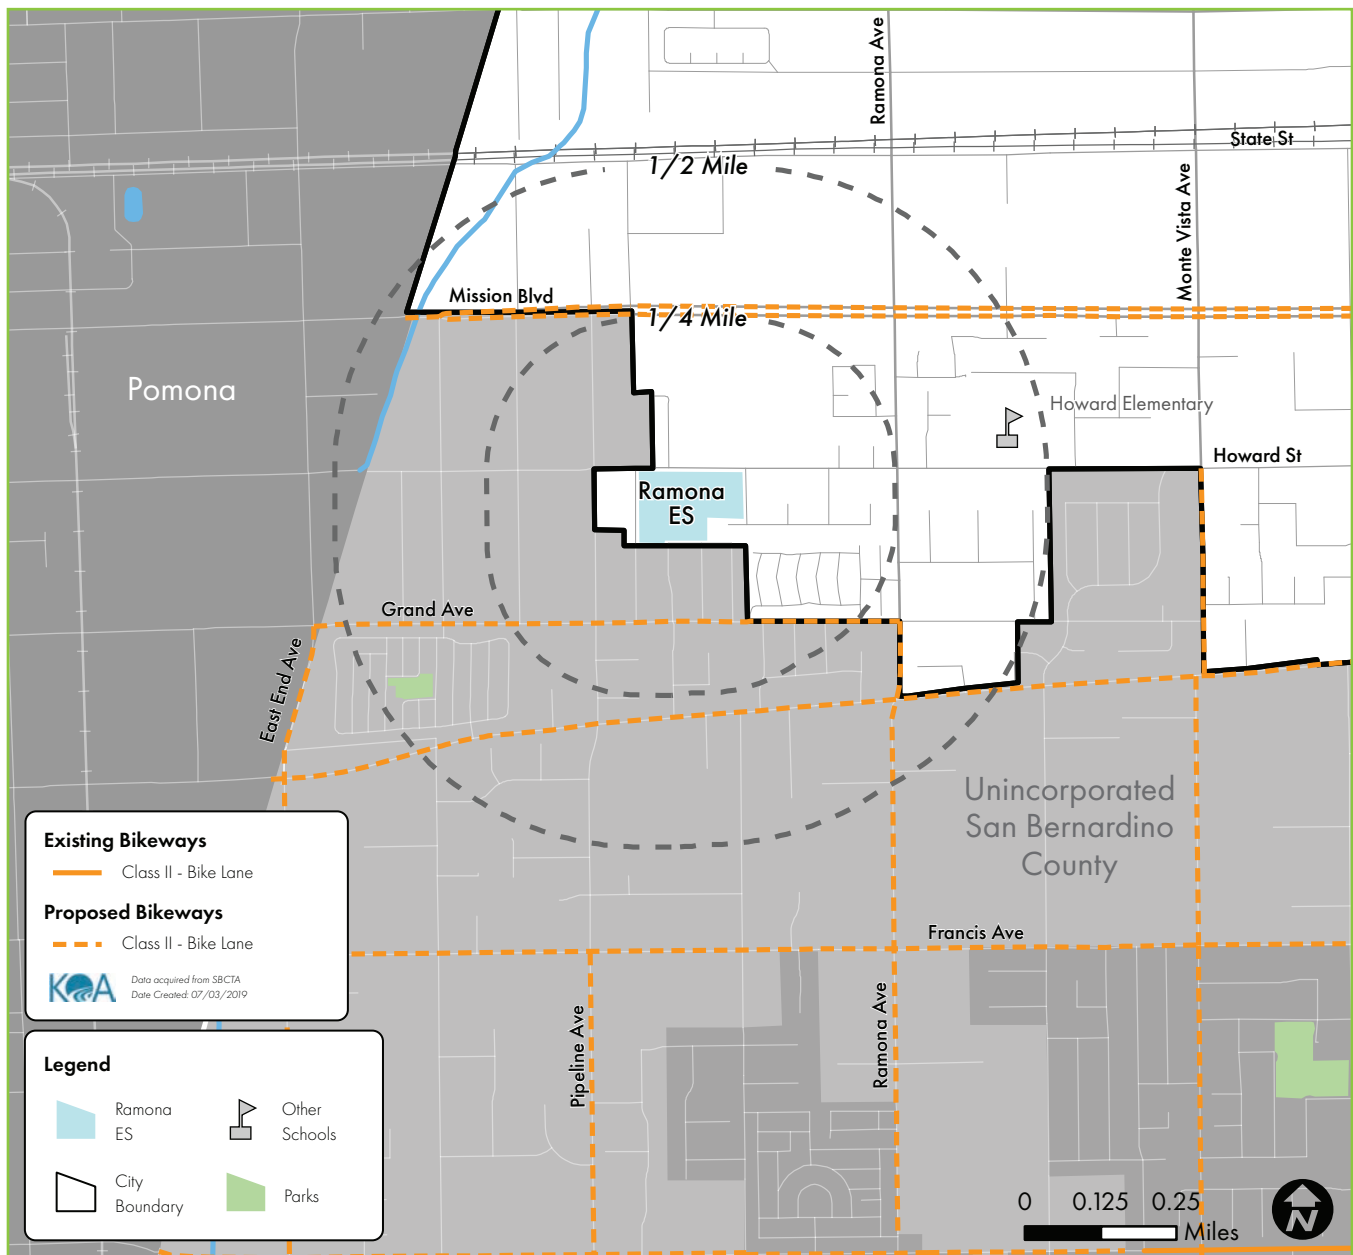 Ramona Ave
State St
1/2 Mile
Monte Vista Ave
Mission Blvd
1/4 Mile
Pomona
Howard Elementary
Howard St
Ramona
ES
Grand Ave
East End Ave
Unincorporated
San Bernardino
County
Existing Bikeways
Class II - Bike Lane
Proposed Bikeways
Class II - Bike Lane
KOA
Data acquired from SBCTA
Date Created: 07/03/2019
Francis Ave
Pipeline Ave
Ramona Ave
Legend
Ramona
ES
Other
Schools
City
Boundary
Parks
0 0.125 0.25
Miles
N